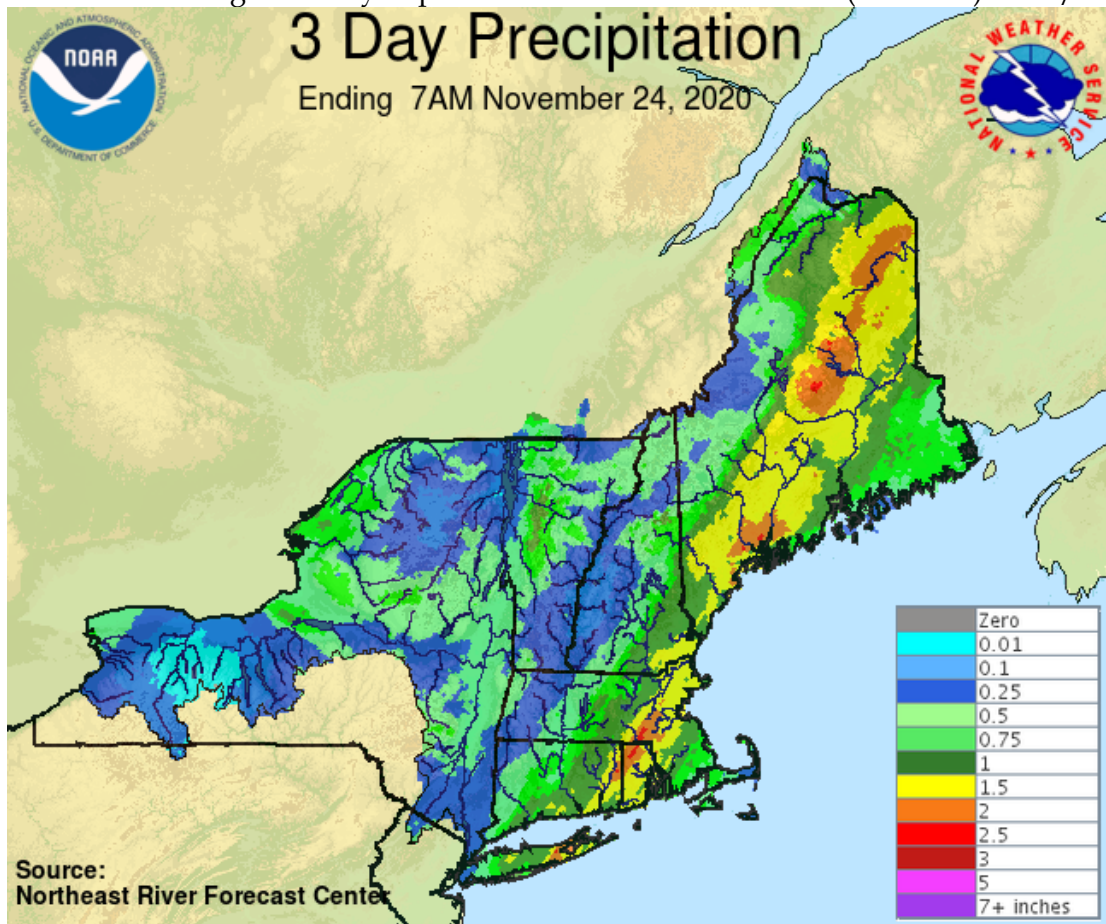 3 Day Precipitation
Ending 7AM November 24, 2020
NATIONAL OCEANIC AND ATMOSPHERIC ADMINISTRATION
NOAA
U.S. DEPARTMENT OF COMMERCE
NATIONAL WEATHER SERVICE
Zero
0.01
0.1
0.25
0.5
0.75
1
1.5
2
2.5
3
5
7+ inches
Source:
Northeast River Forecast Center